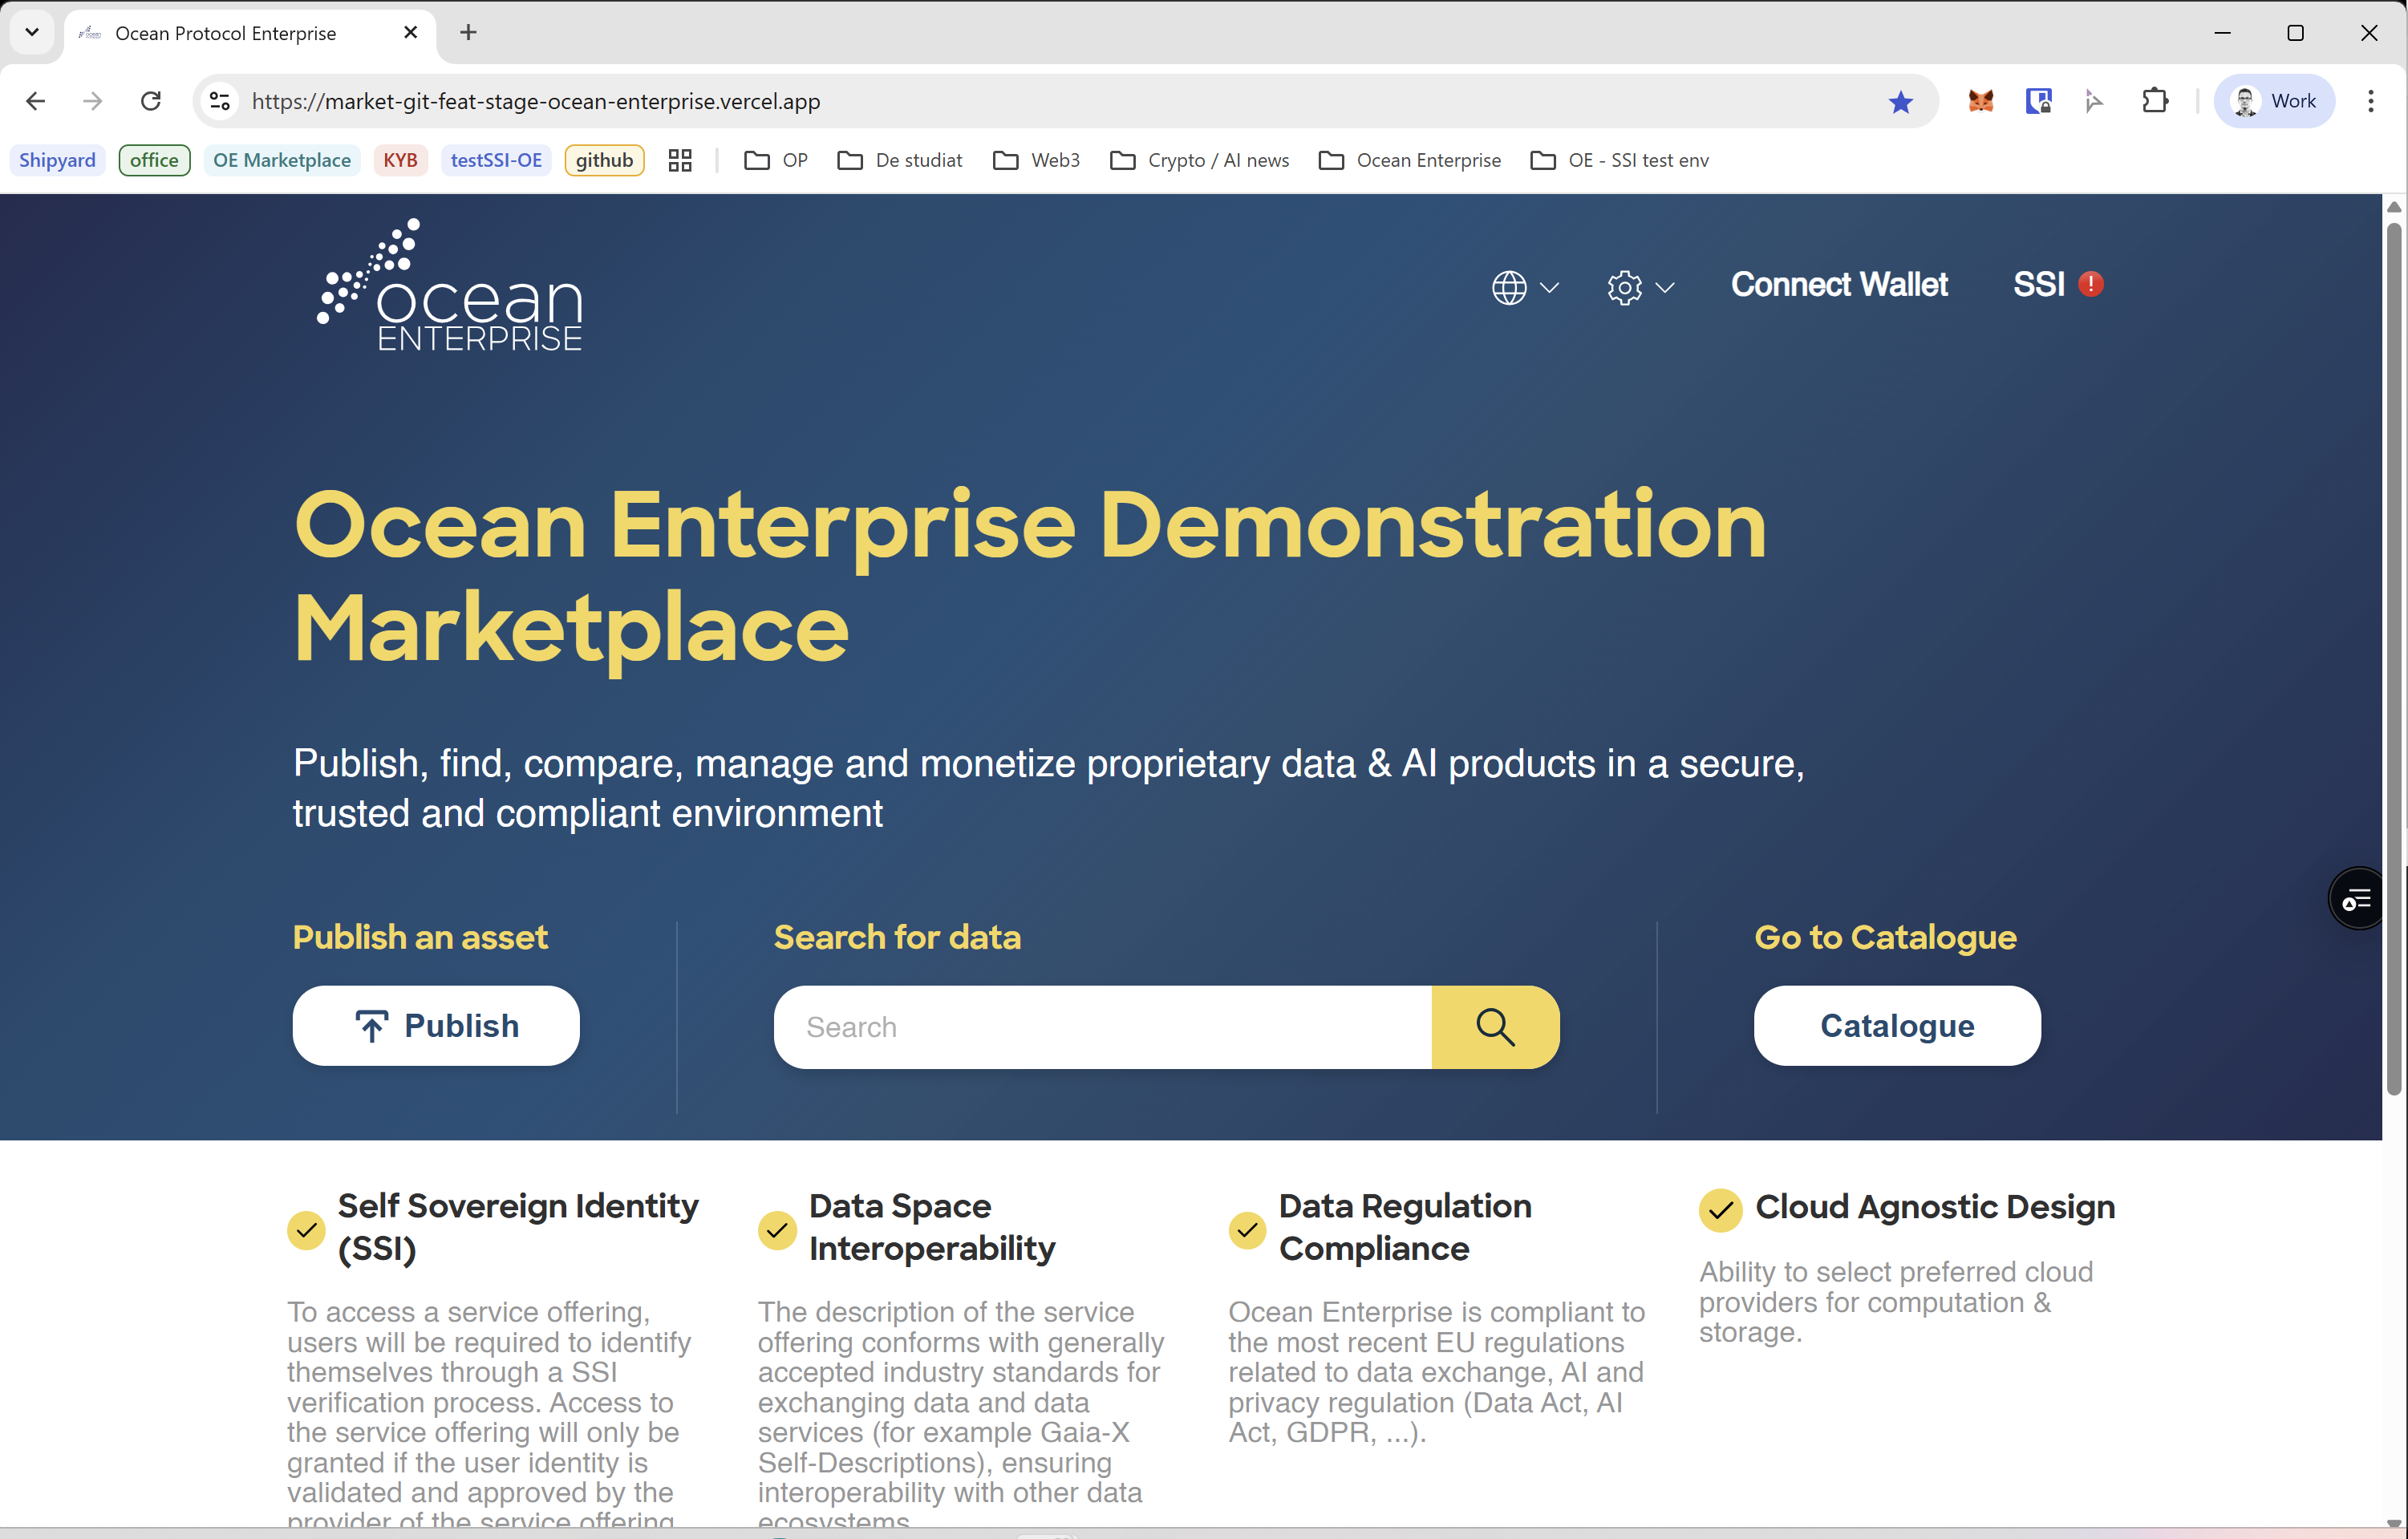 Ocean Protocol Enterprise
https://market-git-feat-stage-ocean-enterprise.vercel.app
Work
Shipyard
office
OE Marketplace
KYB
testSSI-OE
github
OP
De studiat
Web3
Crypto / AI news
Ocean Enterprise
OE - SSI test env
ocean
ENTERPRISE
Connect Wallet
SSI
Ocean Enterprise Demonstration
Marketplace
Publish, find, compare, manage and monetize proprietary data & AI products in a secure,
trusted and compliant environment
Publish an asset
Publish
Search for data
Search
Go to Catalogue
Catalogue
Self Sovereign Identity
(SSI)
To access a service offering,
users will be required to identify
themselves through a SSI
verification process. Access to
the service offering will only be
granted if the user identity is
validated and approved by the
provider of the service offering
Data Space
Interoperability
The description of the service
offering conforms with generally
accepted industry standards for
exchanging data and data
services (for example Gaia-X
Self-Descriptions), ensuring
interoperability with other data
ecosystems
Data Regulation
Compliance
Ocean Enterprise is compliant to
the most recent EU regulations
related to data exchange, AI and
privacy regulation (Data Act, AI
Act, GDPR, ...).
Cloud Agnostic Design
Ability to select preferred cloud
providers for computation &
storage.